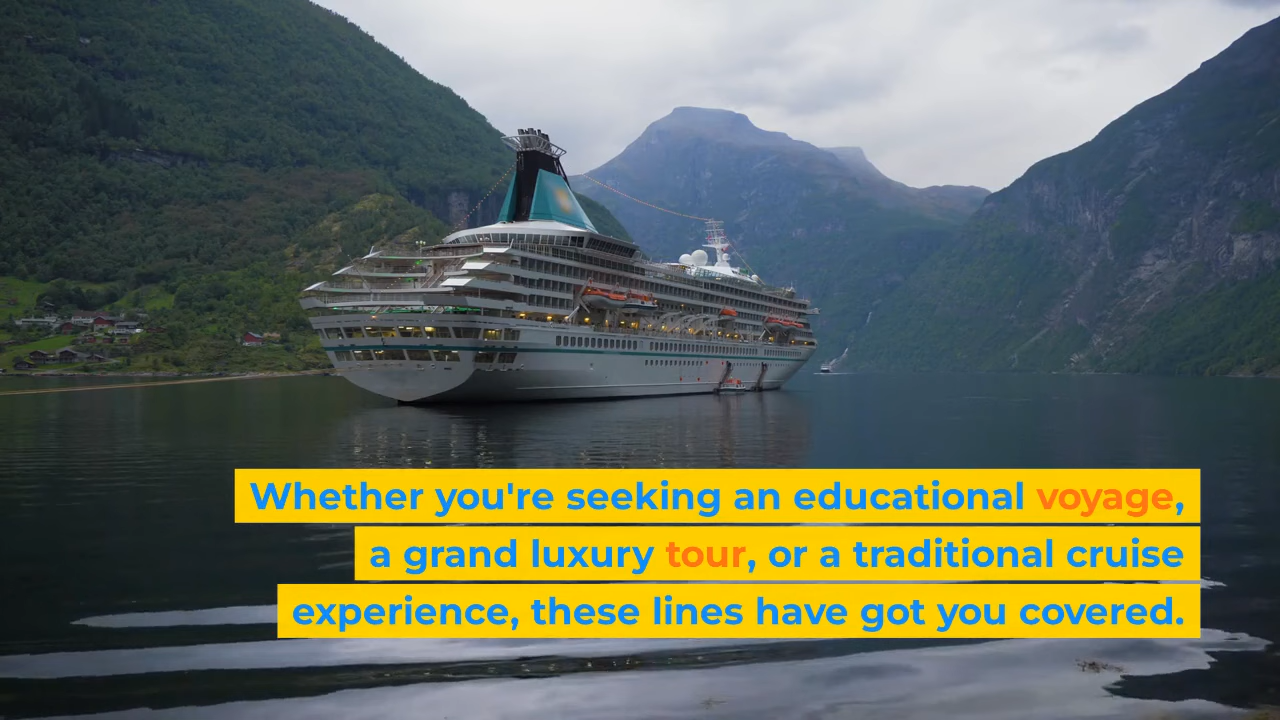 Whether you're seeking an educational voyage,
a grand luxury tour, or a traditional cruise
experience, these lines have got you covered.